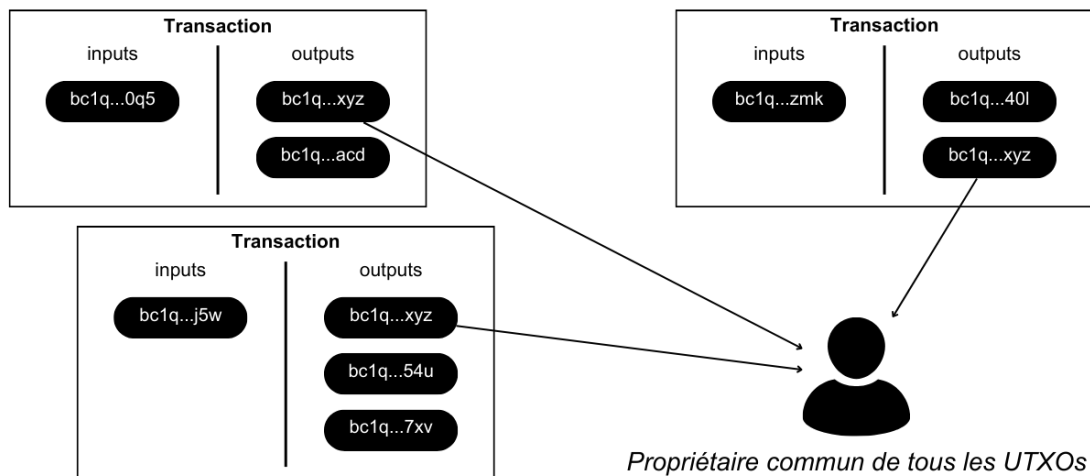 Transaction
inputs
outputs
bc1q...0q5
bc1q...xyz
bc1q...acd
Transaction
inputs
outputs
bc1q...zmk
bc1q...40l
bc1q...xyz
Transaction
inputs
outputs
bc1q...j5w
bc1q...xyz
bc1q...54u
bc1q...7xv
Propriétaire commun de tous les UTXOs